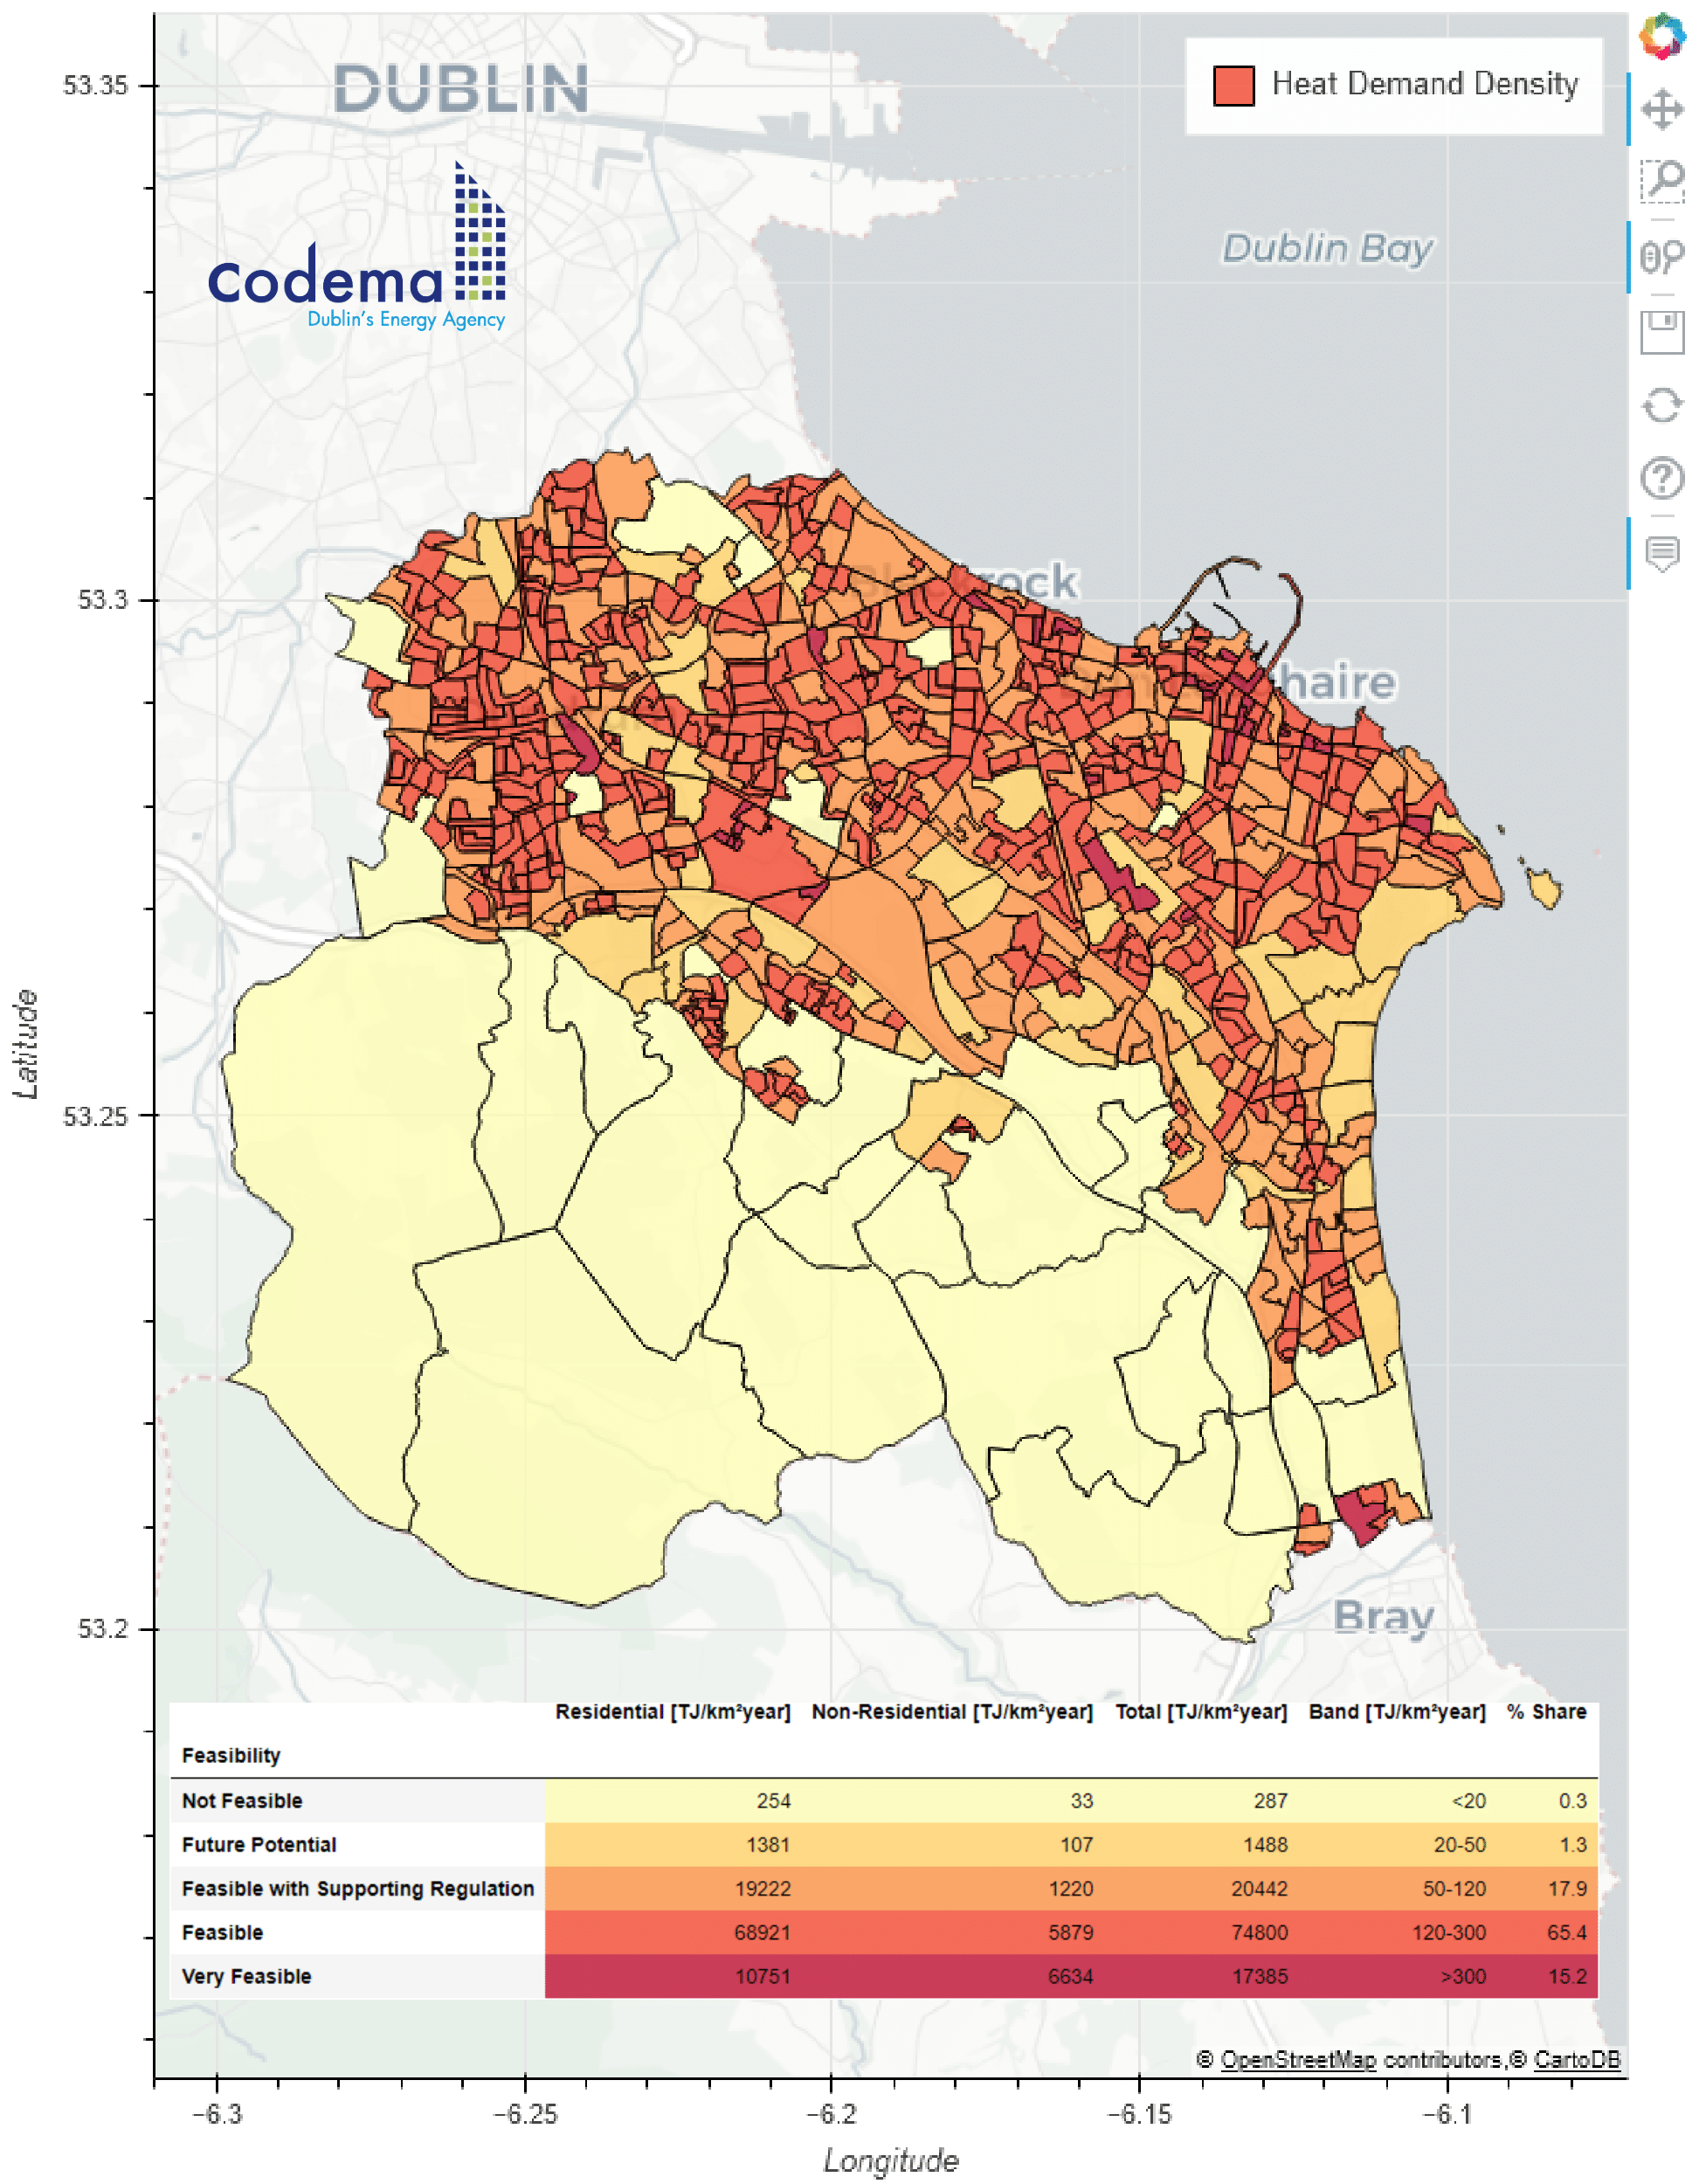 DUBLIN
53.35
Heat Demand Density
codema
Dublin's Energy Agency
Dublin Bay
53.3
haire
53.25
Latitude
53.2
Bray
Residential [TJ/km²year] Non-Residential [TJ/km²year] Total [TJ/km²year] Band [TJ/km²year] % Share
Feasibility
Not Feasible 254 33 287 <20 0.3
Future Potential 1381 107 1488 20-50 1.3
Feasible with Supporting Regulation 19222 1220 20442 50-120 17.9
Feasible 68921 5879 74800 120-300 65.4
Very Feasible 10751 6634 17385 >300 15.2
© OpenStreetMap contributors,© CartoDB
−6.3 −6.25 −6.2 −6.15 −6.1
Longitude